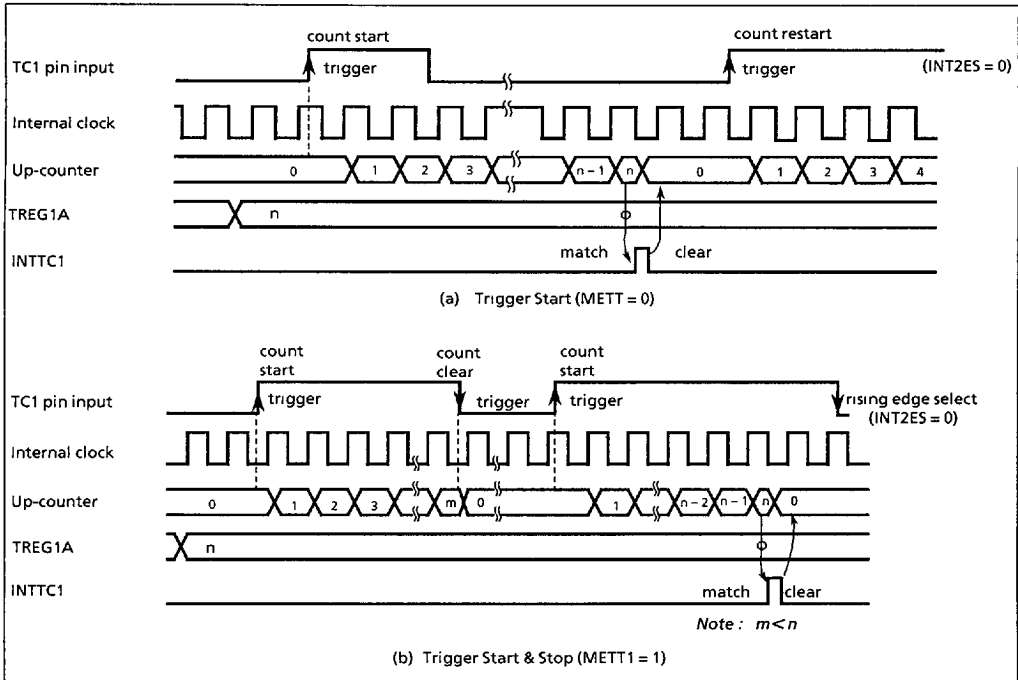 count start
count restart
TC1 pin input
trigger
trigger
(INT2ES = 0)
Internal clock
Up-counter
0 1 2 3 n – 1 n 0 1 2 3 4
TREG1A
n
match
clear
INTTC1
(a) Trigger Start (METT = 0)
count start
count clear
count start
TC1 pin input
trigger
trigger
trigger
rising edge select
(INT2ES = 0)
Internal clock
Up-counter
0 1 2 3 m 0 1 n – 2 n – 1 n 0
TREG1A
n
INTTC1
match
clear
Note : m < n
(b) Trigger Start & Stop (METT1 = 1)